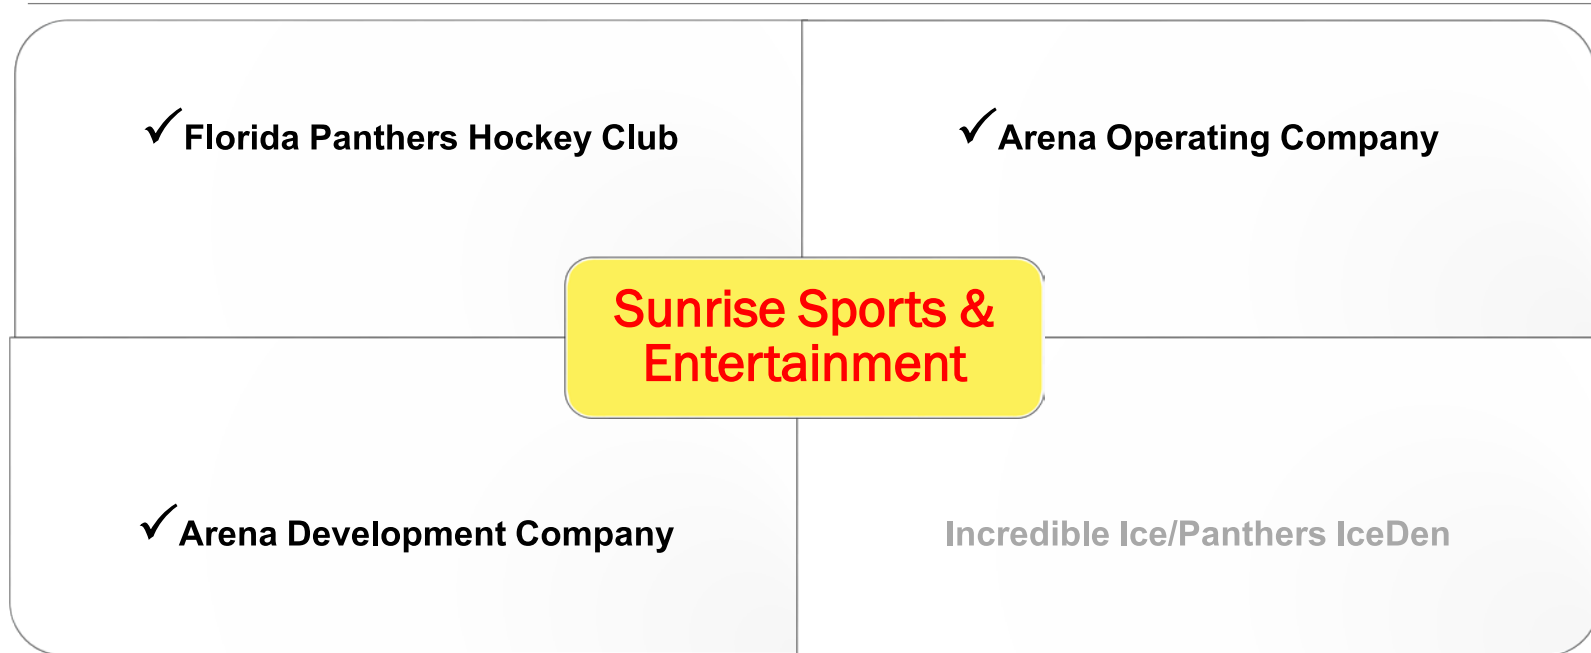 ✓Florida Panthers Hockey Club
✓Arena Operating Company
Sunrise Sports &
Entertainment
✓Arena Development Company
Incredible Ice/Panthers IceDen